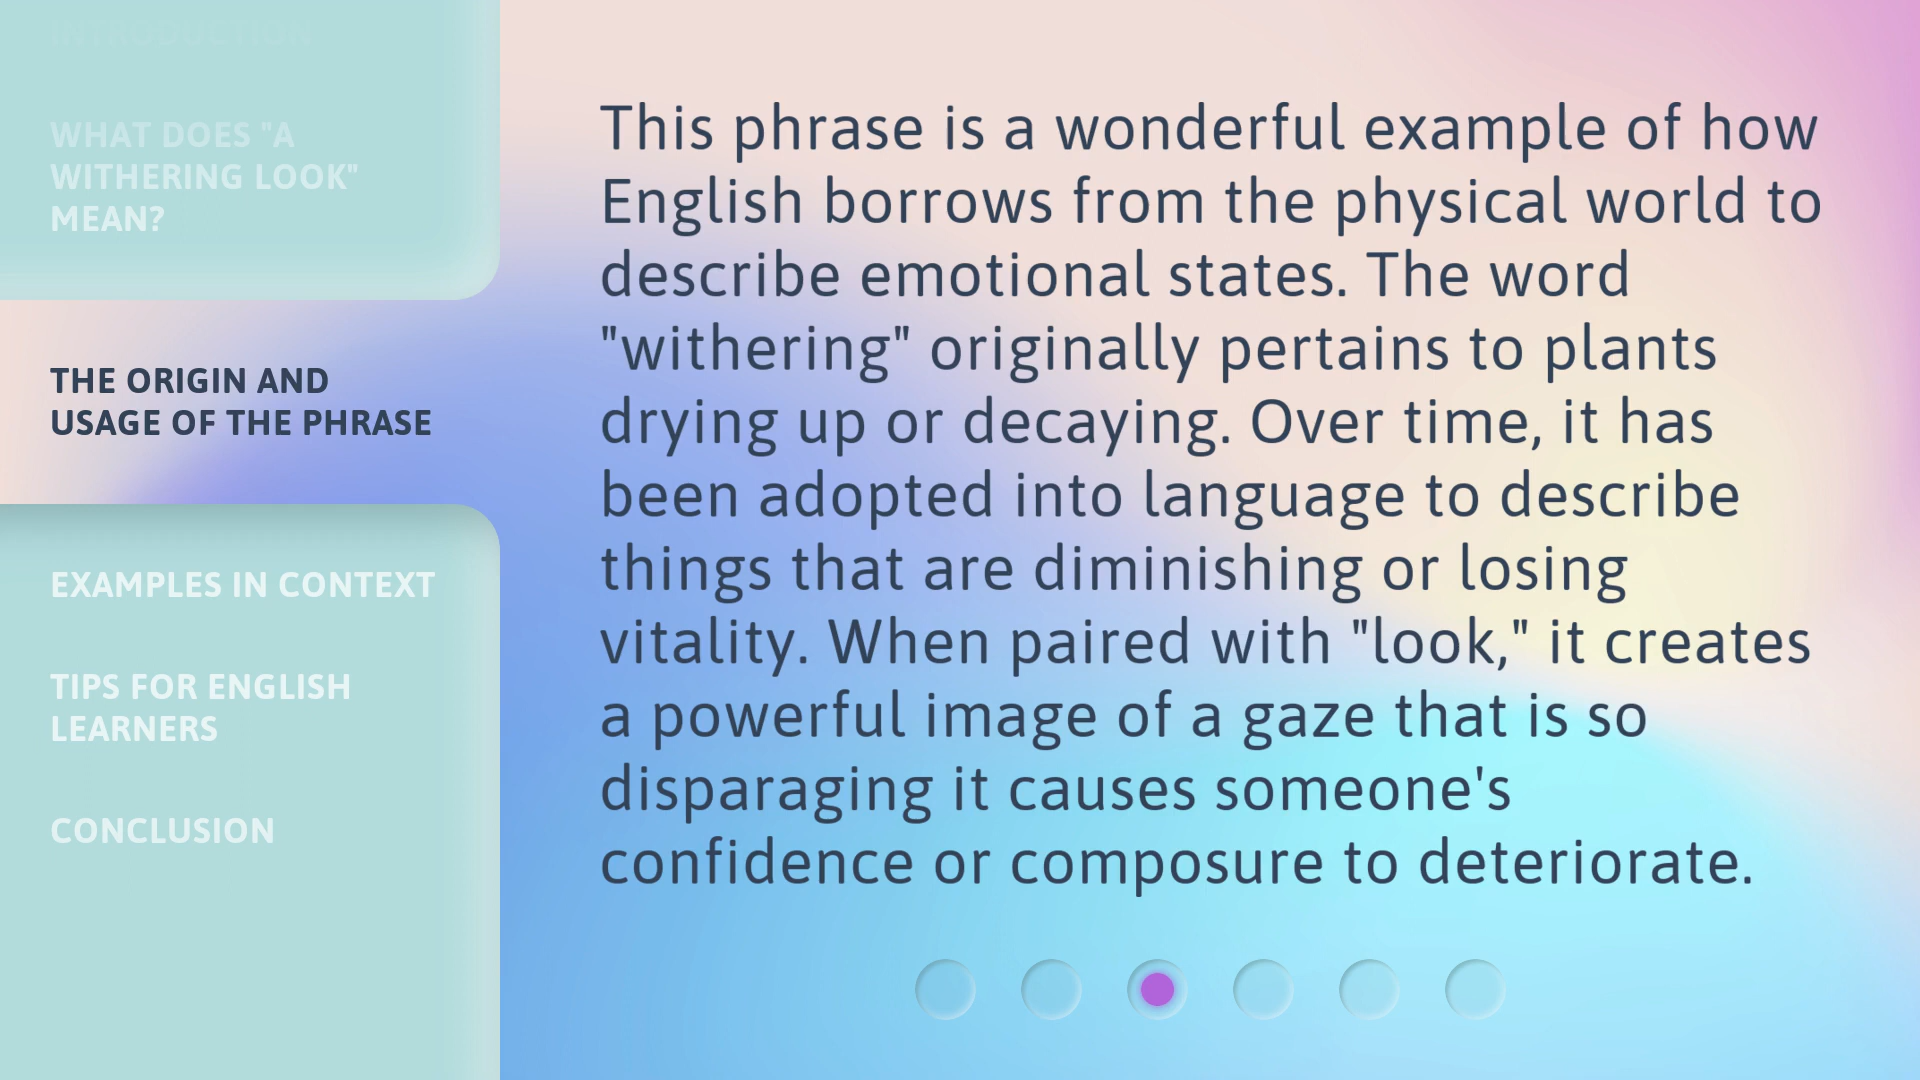 INTRODUCTION
WHAT DOES "A
WITHERING LOOK"
MEAN?
THE ORIGIN AND
USAGE OF THE PHRASE
EXAMPLES IN CONTEXT
TIPS FOR ENGLISH
LEARNERS
CONCLUSION
This phrase is a wonderful example of how
English borrows from the physical world to
describe emotional states. The word
"withering" originally pertains to plants
drying up or decaying. Over time, it has
been adopted into language to describe
things that are diminishing or losing
vitality. When paired with "look," it creates
a powerful image of a gaze that is so
disparaging it causes someone's
confidence or composure to deteriorate.